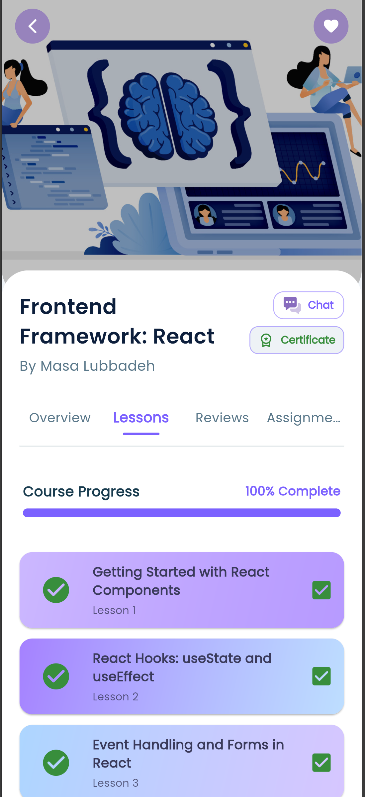 Frontend
Framework: React
Chat
Certificate
By Masa Lubbadeh
Overview Lessons Reviews Assignme...
Course Progress 100% Complete
Getting Started with React
Components
Lesson 1
React Hooks: useState and
useEffect
Lesson 2
Event Handling and Forms in
React
Lesson 3